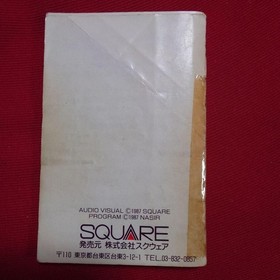 AUDIO VISUAL ©1987 SQUARE
PROGRAM ©1987 NASIR
SQUARE
発売元 株式会社スクウェア
〒110 東京都台東区台東3-12-1 TEL.03-832-0857